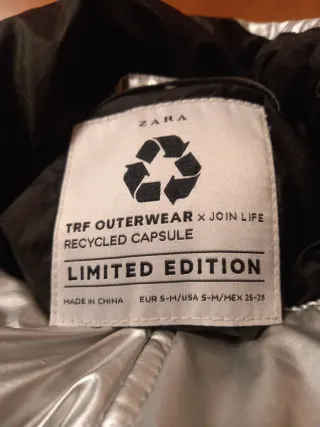 ZARA
TRF OUTERWEAR × JOIN LIFE
RECYCLED CAPSULE
LIMITED EDITION
MADE IN CHINA EUR S-M/USA S-M/MEX 26-28